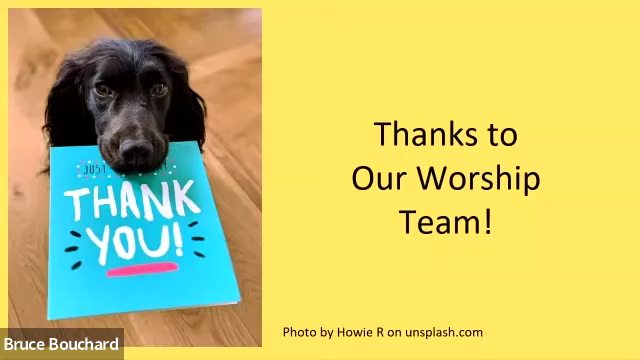 JUST
THANK
YOU!
Thanks to
Our Worship
Team!
Photo by Howie R on unsplash.com
Bruce Bouchard